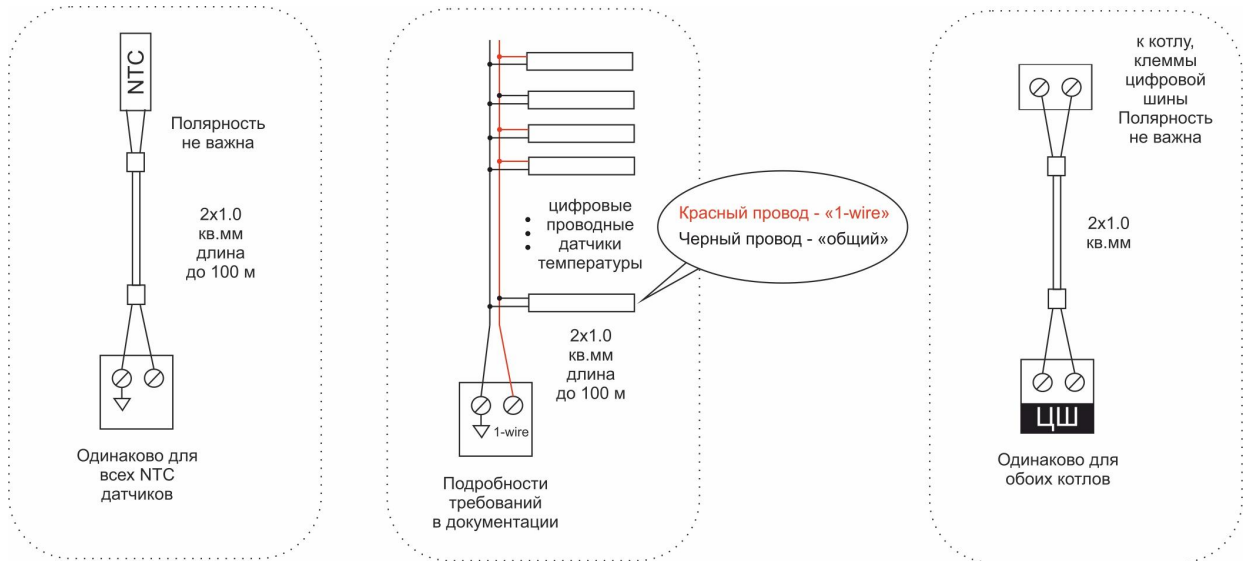 NTC
Полярность
не важна
2x1.0
кв.мм
длина
до 100 м
Одинаково для
всех NTC
датчиков
цифровые
проводные
датчики
температуры
Красный провод - «1-wire»
Черный провод - «общий»
2x1.0
кв.мм
длина
до 100 м
1-wire
Подробности
требований
в документации
к котлу,
клеммы
цифровой
шины
Полярность
не важна
2x1.0
кв.мм
ЦШ
Одинаково для
обоих котлов